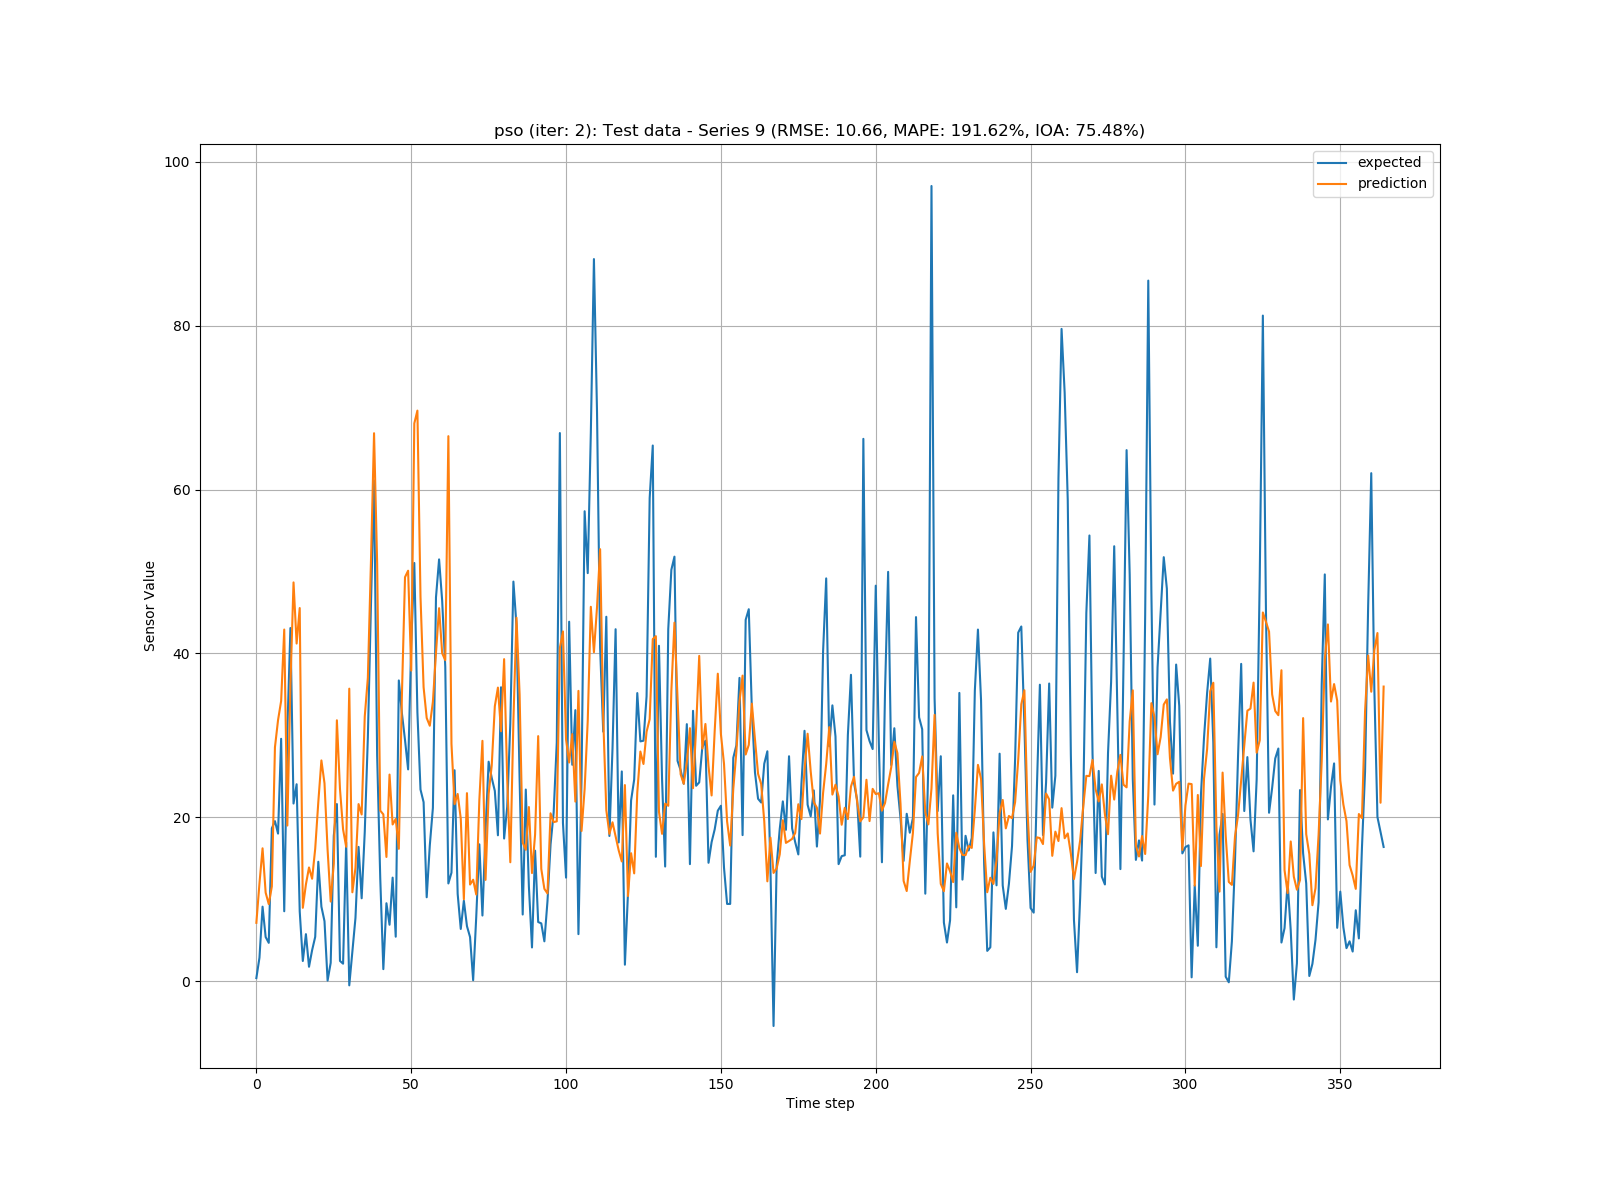 pso (iter: 2): Test data - Series 9 (RMSE: 10.66, MAPE: 191.62%, IOA: 75.48%)
expected
prediction
100
80
60
40
20
0
Sensor Value
0 50 100 150 200 250 300 350
Time step